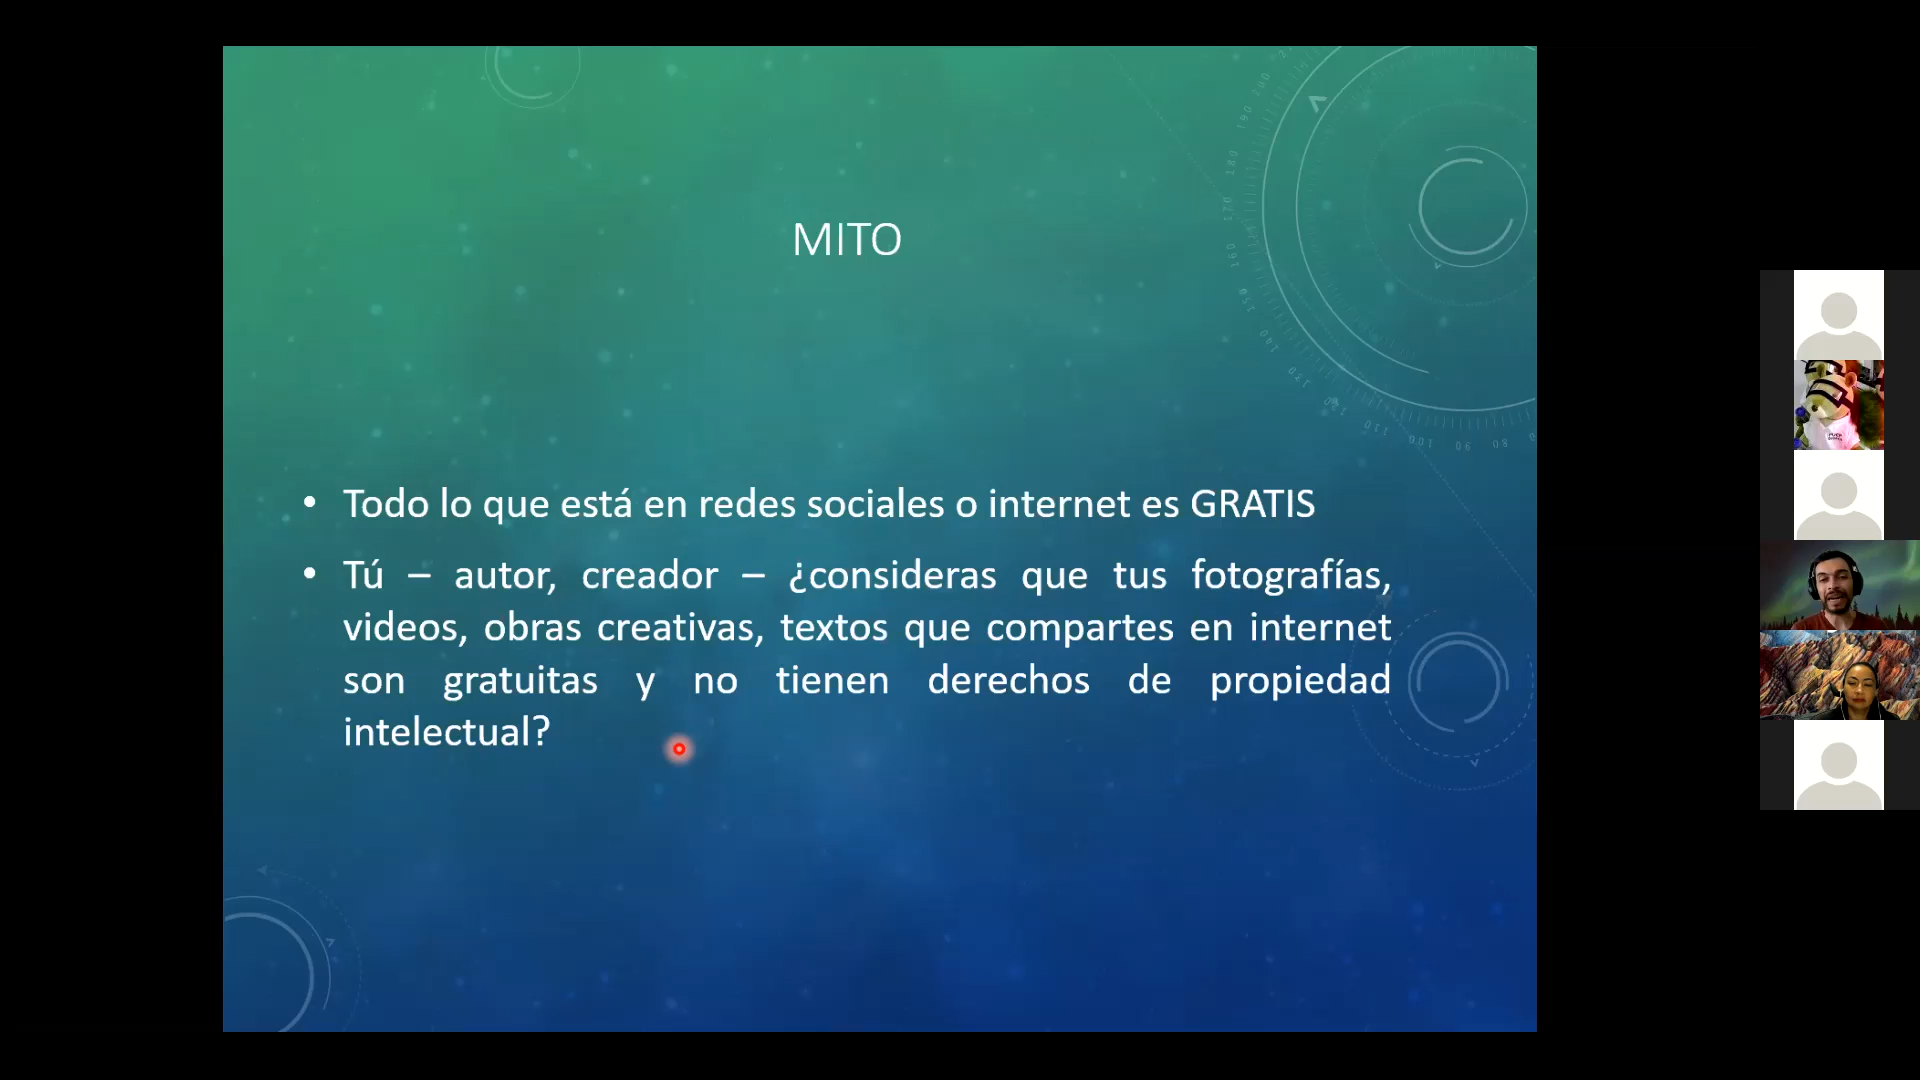 MITO
• Todo lo que está en redes sociales o internet es GRATIS
• Tú – autor, creador – ¿consideras que tus fotografías,
videos, obras creativas, textos que compartes en internet
son gratuitas y no tienen derechos de propiedad
intelectual?